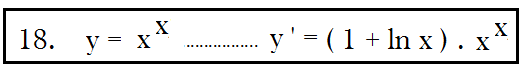 18. y = x^x ................. y ' = ( 1 + ln x ) . x^x